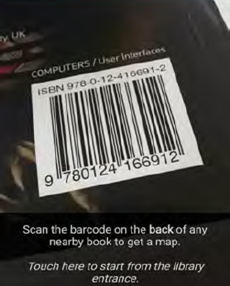 y, UK
COMPUTERS / User Interfaces
ISBN 978-0-12-416691-2
9 780124 166912
Scan the barcode on the back of any
nearby book to get a map.
Touch here to start from the library
entrance.